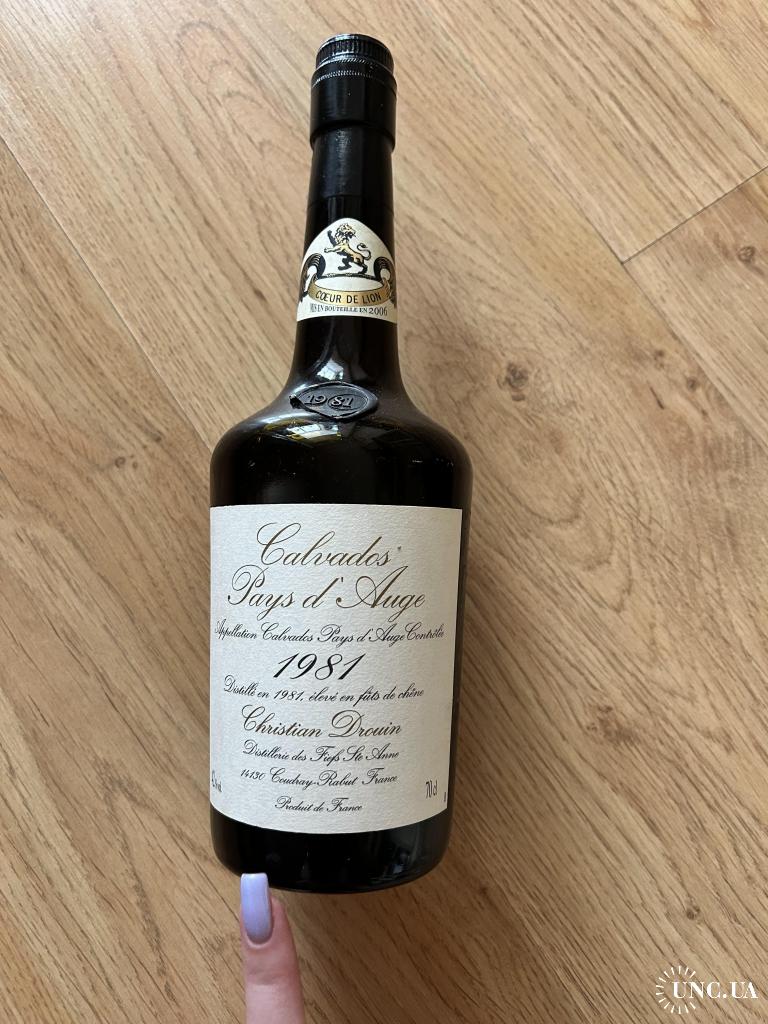 CŒUR DE LION
MIS EN BOUTEILLE EN 2006
1981
Calvados
Pays d'Auge
Appellation Calvados Pays d'Auge Contrôlée
1981
Distillé en 1981, élevé en fûts de chêne
Christian Drouin
Distillerie des Fiefs Ste Anne
14130 Coudray-Rabut France
70 cl
Produit de France
UNC.UA